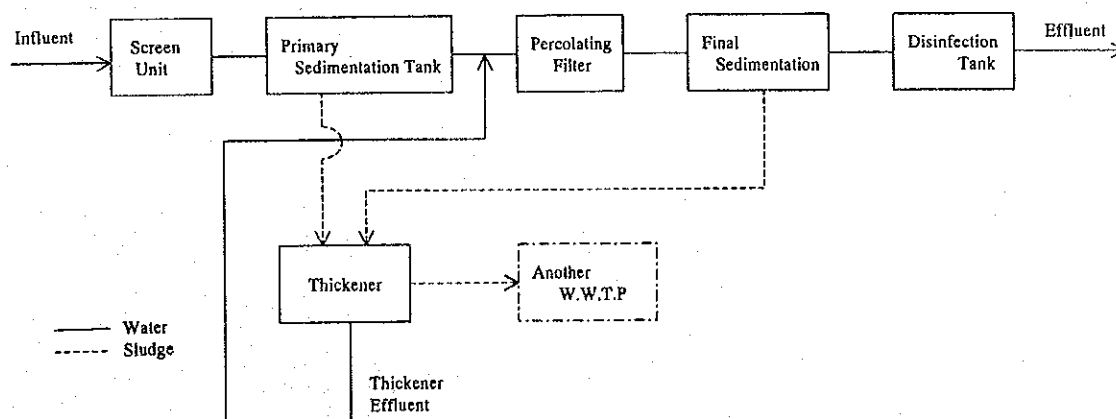 Influent
Screen
Unit
Primary
Sedimentation Tank
Percolating
Filter
Final
Sedimentation
Disinfection
Tank
Effluent
Thickener
Another
W.W.T.P
Water
Sludge
Thickener
Effluent